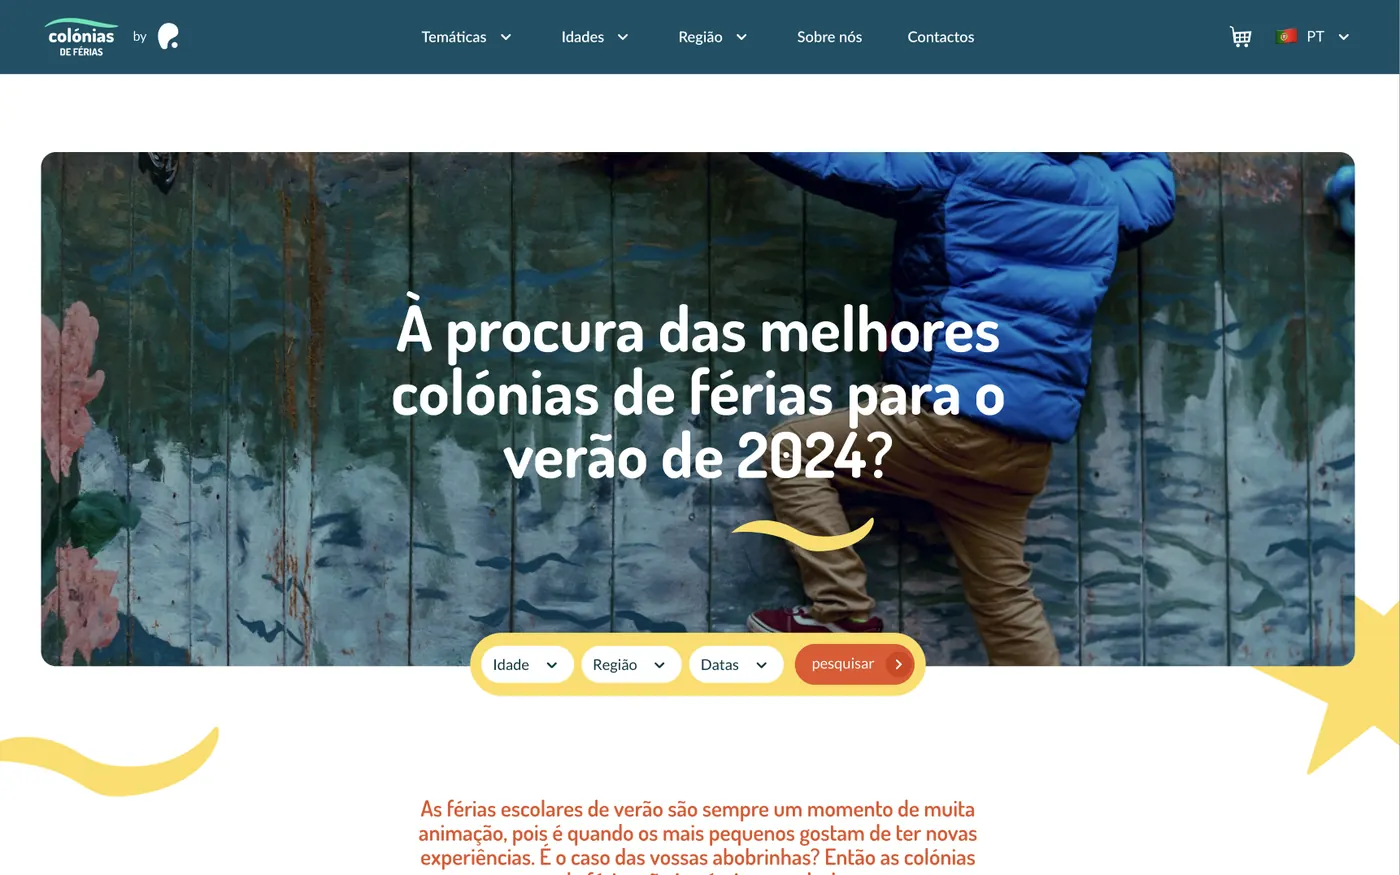 colónias
DE FÉRIAS
by
Temáticas
Idades
Região
Sobre nós
Contactos
PT
À procura das melhores
colónias de férias para o
verão de 2024?
Idade
Região
Datas
pesquisar
As férias escolares de verão são sempre um momento de muita
animação, pois é quando os mais pequenos gostam de ter novas
experiências. É o caso das vossas abobrinhas? Então as colónias